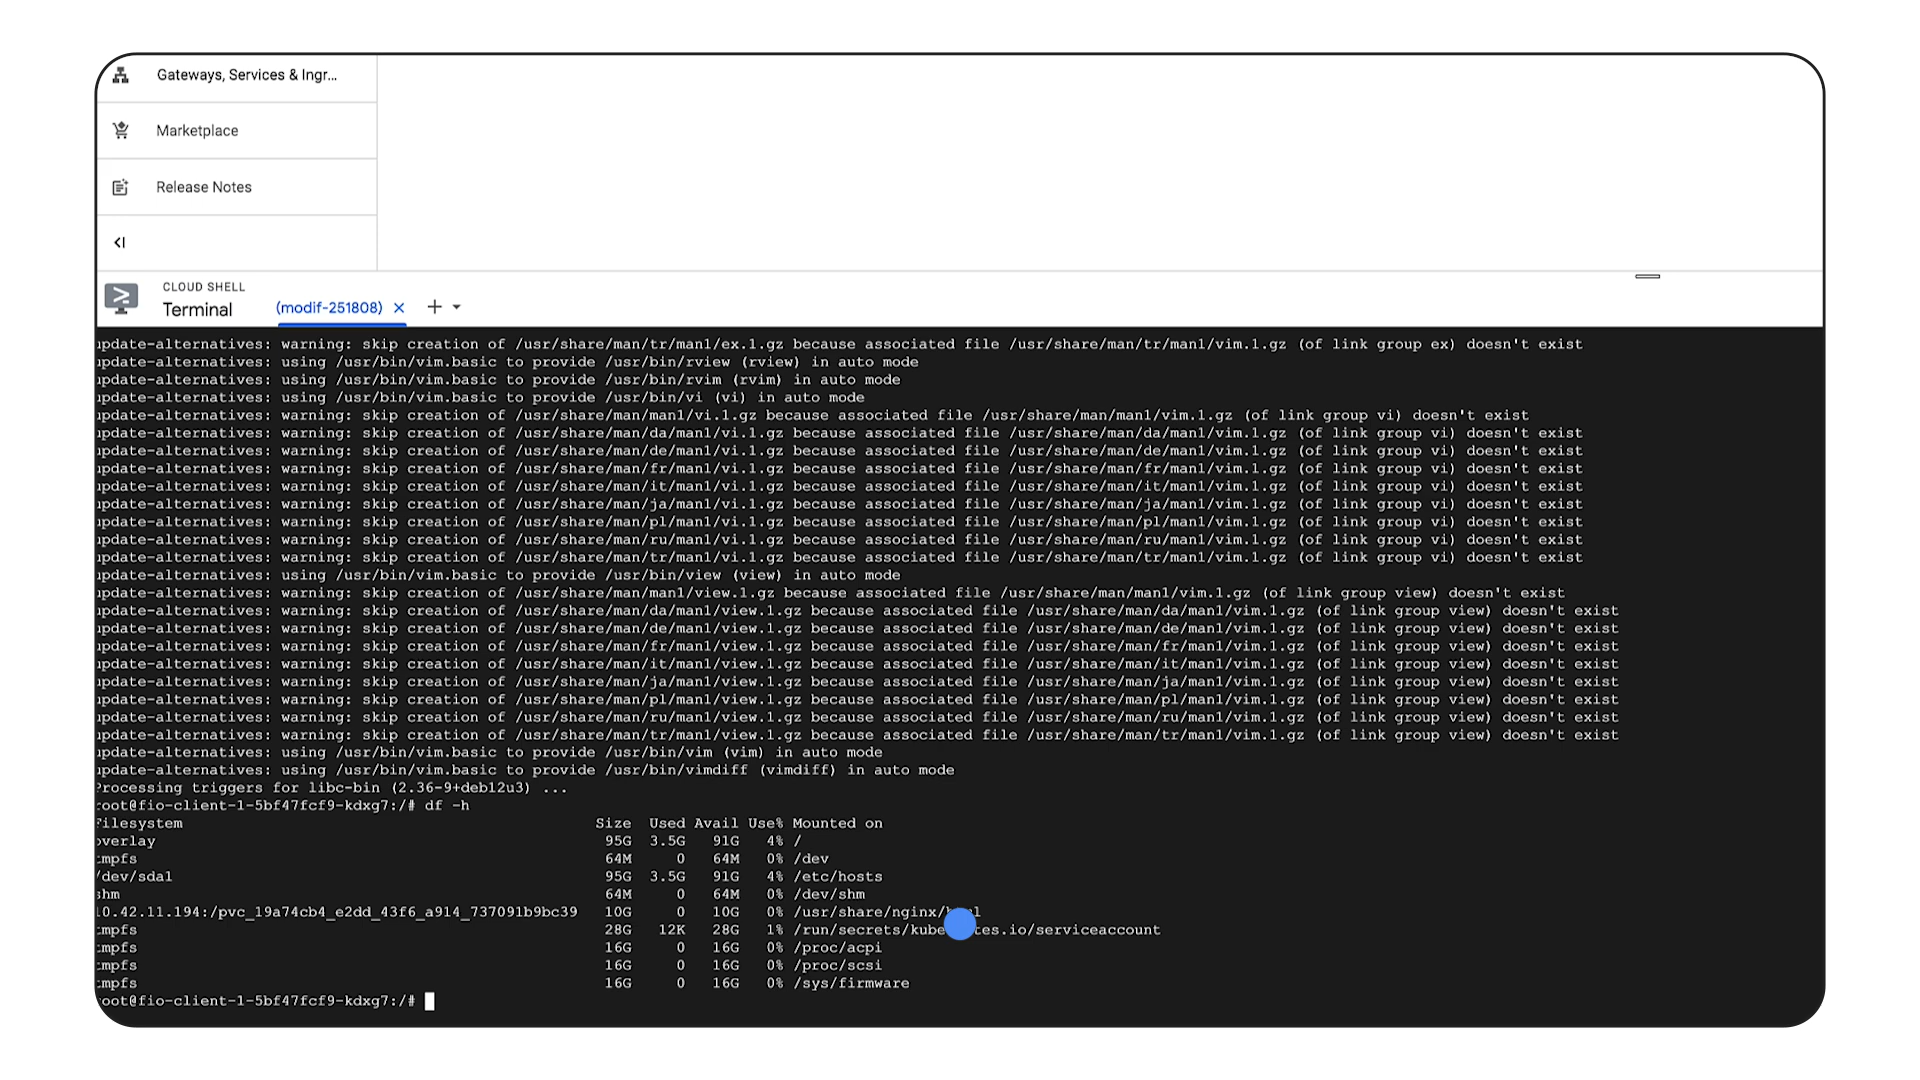 Gateways, Services & Ingr...
Marketplace
Release Notes
CLOUD SHELL
Terminal
(modif-251808)
update-alternatives: warning: skip creation of /usr/share/man/tr/man1/ex.1.gz because associated file /usr/share/man/tr/man1/vim.1.gz (of link group ex) doesn't exist
update-alternatives: using /usr/bin/vim.basic to provide /usr/bin/rview (rview) in auto mode
update-alternatives: using /usr/bin/vim.basic to provide /usr/bin/rvim (rvim) in auto mode
update-alternatives: using /usr/bin/vim.basic to provide /usr/bin/vi (vi) in auto mode
update-alternatives: warning: skip creation of /usr/share/man/man1/vi.1.gz because associated file /usr/share/man/man1/vim.1.gz (of link group vi) doesn't exist
update-alternatives: warning: skip creation of /usr/share/man/da/man1/vi.1.gz because associated file /usr/share/man/da/man1/vim.1.gz (of link group vi) doesn't exist
update-alternatives: warning: skip creation of /usr/share/man/de/man1/vi.1.gz because associated file /usr/share/man/de/man1/vim.1.gz (of link group vi) doesn't exist
update-alternatives: warning: skip creation of /usr/share/man/fr/man1/vi.1.gz because associated file /usr/share/man/fr/man1/vim.1.gz (of link group vi) doesn't exist
update-alternatives: warning: skip creation of /usr/share/man/it/man1/vi.1.gz because associated file /usr/share/man/it/man1/vim.1.gz (of link group vi) doesn't exist
update-alternatives: warning: skip creation of /usr/share/man/ja/man1/vi.1.gz because associated file /usr/share/man/ja/man1/vim.1.gz (of link group vi) doesn't exist
update-alternatives: warning: skip creation of /usr/share/man/pl/man1/vi.1.gz because associated file /usr/share/man/pl/man1/vim.1.gz (of link group vi) doesn't exist
update-alternatives: warning: skip creation of /usr/share/man/ru/man1/vi.1.gz because associated file /usr/share/man/ru/man1/vim.1.gz (of link group vi) doesn't exist
update-alternatives: warning: skip creation of /usr/share/man/tr/man1/vi.1.gz because associated file /usr/share/man/tr/man1/vim.1.gz (of link group vi) doesn't exist
update-alternatives: using /usr/bin/vim.basic to provide /usr/bin/view (view) in auto mode
update-alternatives: warning: skip creation of /usr/share/man/man1/view.1.gz because associated file /usr/share/man/man1/vim.1.gz (of link group view) doesn't exist
update-alternatives: warning: skip creation of /usr/share/man/da/man1/view.1.gz because associated file /usr/share/man/da/man1/vim.1.gz (of link group view) doesn't exist
update-alternatives: warning: skip creation of /usr/share/man/de/man1/view.1.gz because associated file /usr/share/man/de/man1/vim.1.gz (of link group view) doesn't exist
update-alternatives: warning: skip creation of /usr/share/man/fr/man1/view.1.gz because associated file /usr/share/man/fr/man1/vim.1.gz (of link group view) doesn't exist
update-alternatives: warning: skip creation of /usr/share/man/it/man1/view.1.gz because associated file /usr/share/man/it/man1/vim.1.gz (of link group view) doesn't exist
update-alternatives: warning: skip creation of /usr/share/man/ja/man1/view.1.gz because associated file /usr/share/man/ja/man1/vim.1.gz (of link group view) doesn't exist
update-alternatives: warning: skip creation of /usr/share/man/pl/man1/view.1.gz because associated file /usr/share/man/pl/man1/vim.1.gz (of link group view) doesn't exist
update-alternatives: warning: skip creation of /usr/share/man/ru/man1/view.1.gz because associated file /usr/share/man/ru/man1/vim.1.gz (of link group view) doesn't exist
update-alternatives: warning: skip creation of /usr/share/man/tr/man1/view.1.gz because associated file /usr/share/man/tr/man1/vim.1.gz (of link group view) doesn't exist
update-alternatives: using /usr/bin/vim.basic to provide /usr/bin/vim (vim) in auto mode
update-alternatives: using /usr/bin/vim.basic to provide /usr/bin/vimdiff (vimdiff) in auto mode
Processing triggers for libc-bin (2.36-9+deb12u3) ...
root@fio-client-1-5bf47fcf9-kdxg7:/# df -h
Filesystem Size Used Avail Use% Mounted on
overlay 95G 3.5G 91G 4% /
tmpfs 64M 0 64M 0% /dev
/dev/sda1 95G 3.5G 91G 4% /etc/hosts
shm 64M 0 64M 0% /dev/shm
10.42.11.194:/pvc_19a74cb4_e2dd_43f6_a914_737091b9bc39 10G 0 10G 0% /usr/share/nginx/
tmpfs 28G 12K 28G 1% /run/secrets/
tmpfs 16G 0 16G 0% /proc/acpi
tmpfs 16G 0 16G 0% /proc/scsi
tmpfs 16G 0 16G 0% /sys/firmware
root@fio-client-1-5bf47fcf9-kdxg7:/#